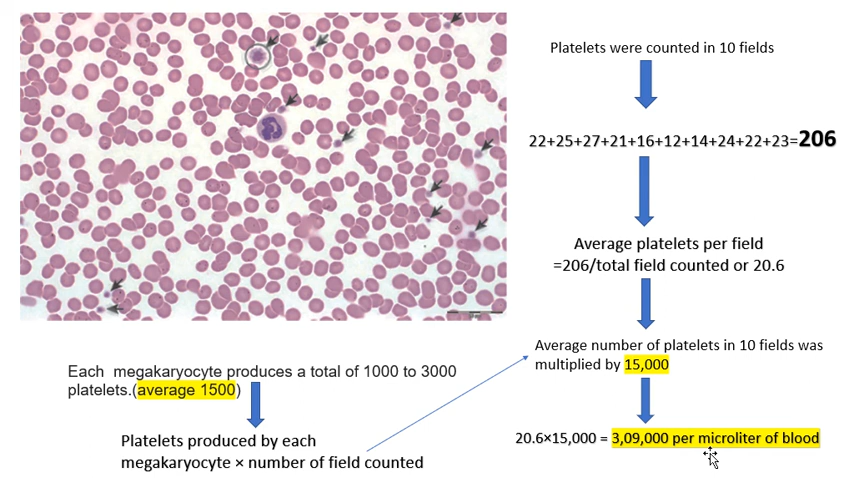 Platelets were counted in 10 fields
22+25+27+21+16+12+14+24+22+23=206
Average platelets per field
=206/total field counted or 20.6
Average number of platelets in 10 fields was
multiplied by 15,000
20.6×15,000 = 3,09,000 per microliter of blood
Each megakaryocyte produces a total of 1000 to 3000
platelets.(average 1500)
Platelets produced by each
megakaryocyte × number of field counted